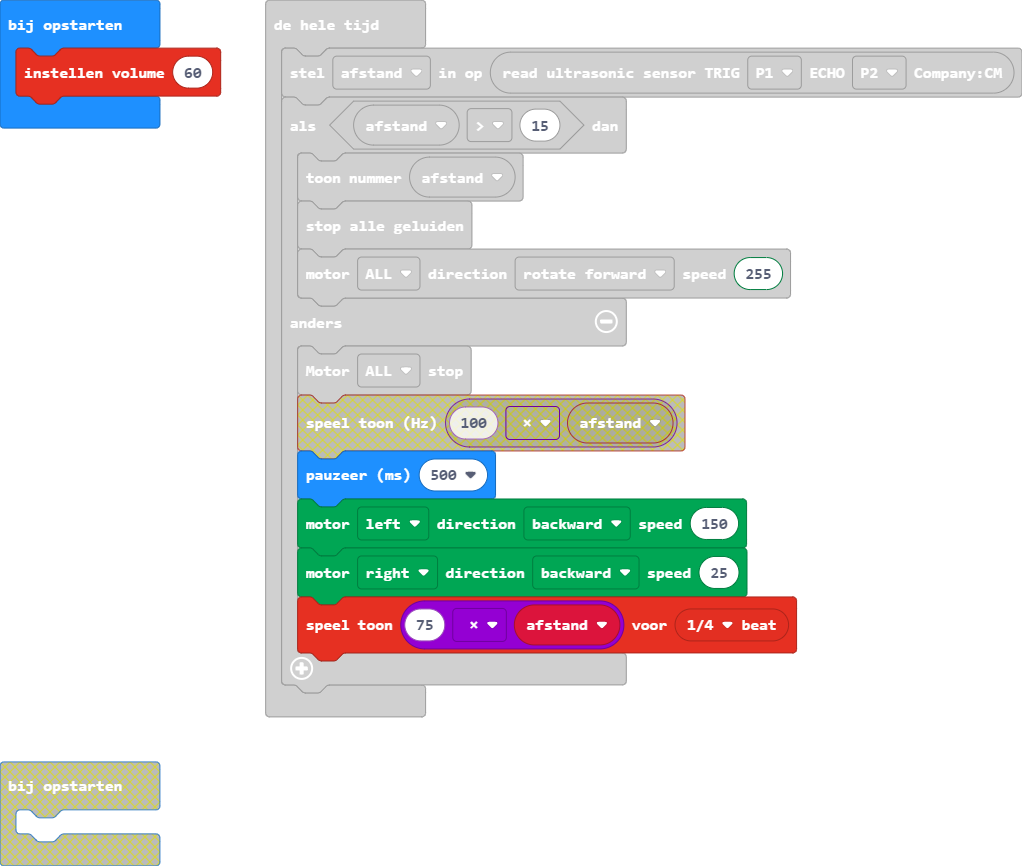 bij opstarten
instellen volume 60
de hele tijd
stel afstand in op read ultrasonic sensor TRIG P1 ECHO P2 Company:CM
als afstand > 15 dan
toon nummer afstand
stop alle geluiden
motor ALL direction rotate forward speed 255
anders
Motor ALL stop
speel toon (Hz) 100 × afstand
pauzeer (ms) 500
motor left direction backward speed 150
motor right direction backward speed 25
speel toon 75 × afstand voor 1/4 beat
bij opstarten